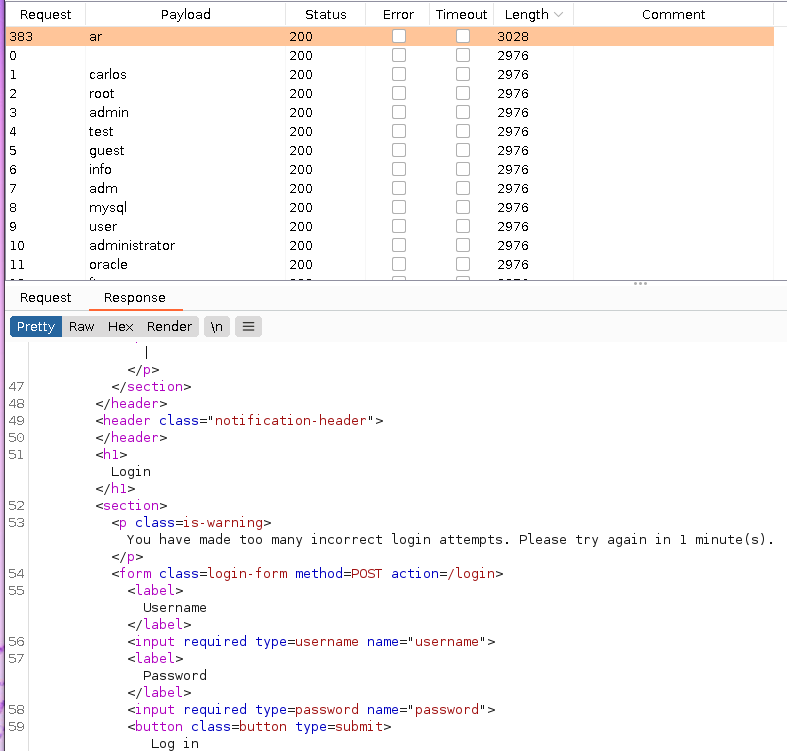 Request Payload Status Error Timeout Length Comment
383 ar 200 3028
0 200 2976
1 carlos 200 2976
2 root 200 2976
3 admin 200 2976
4 test 200 2976
5 guest 200 2976
6 info 200 2976
7 adm 200 2976
8 mysql 200 2976
9 user 200 2976
10 administrator 200 2976
11 oracle 200 2976
Request Response
Pretty Raw Hex Render \n
|
</p>
47 </section>
48 </header>
49 <header class="notification-header">
50 </header>
51 <h1>
Login
</h1>
52 <section>
53 <p class=is-warning>
You have made too many incorrect login attempts. Please try again in 1 minute(s).
</p>
54 <form class=login-form method=POST action=/login>
55 <label>
Username
</label>
56 <input required type=username name="username">
57 <label>
Password
</label>
58 <input required type=password name="password">
59 <button class=button type=submit>
Log in